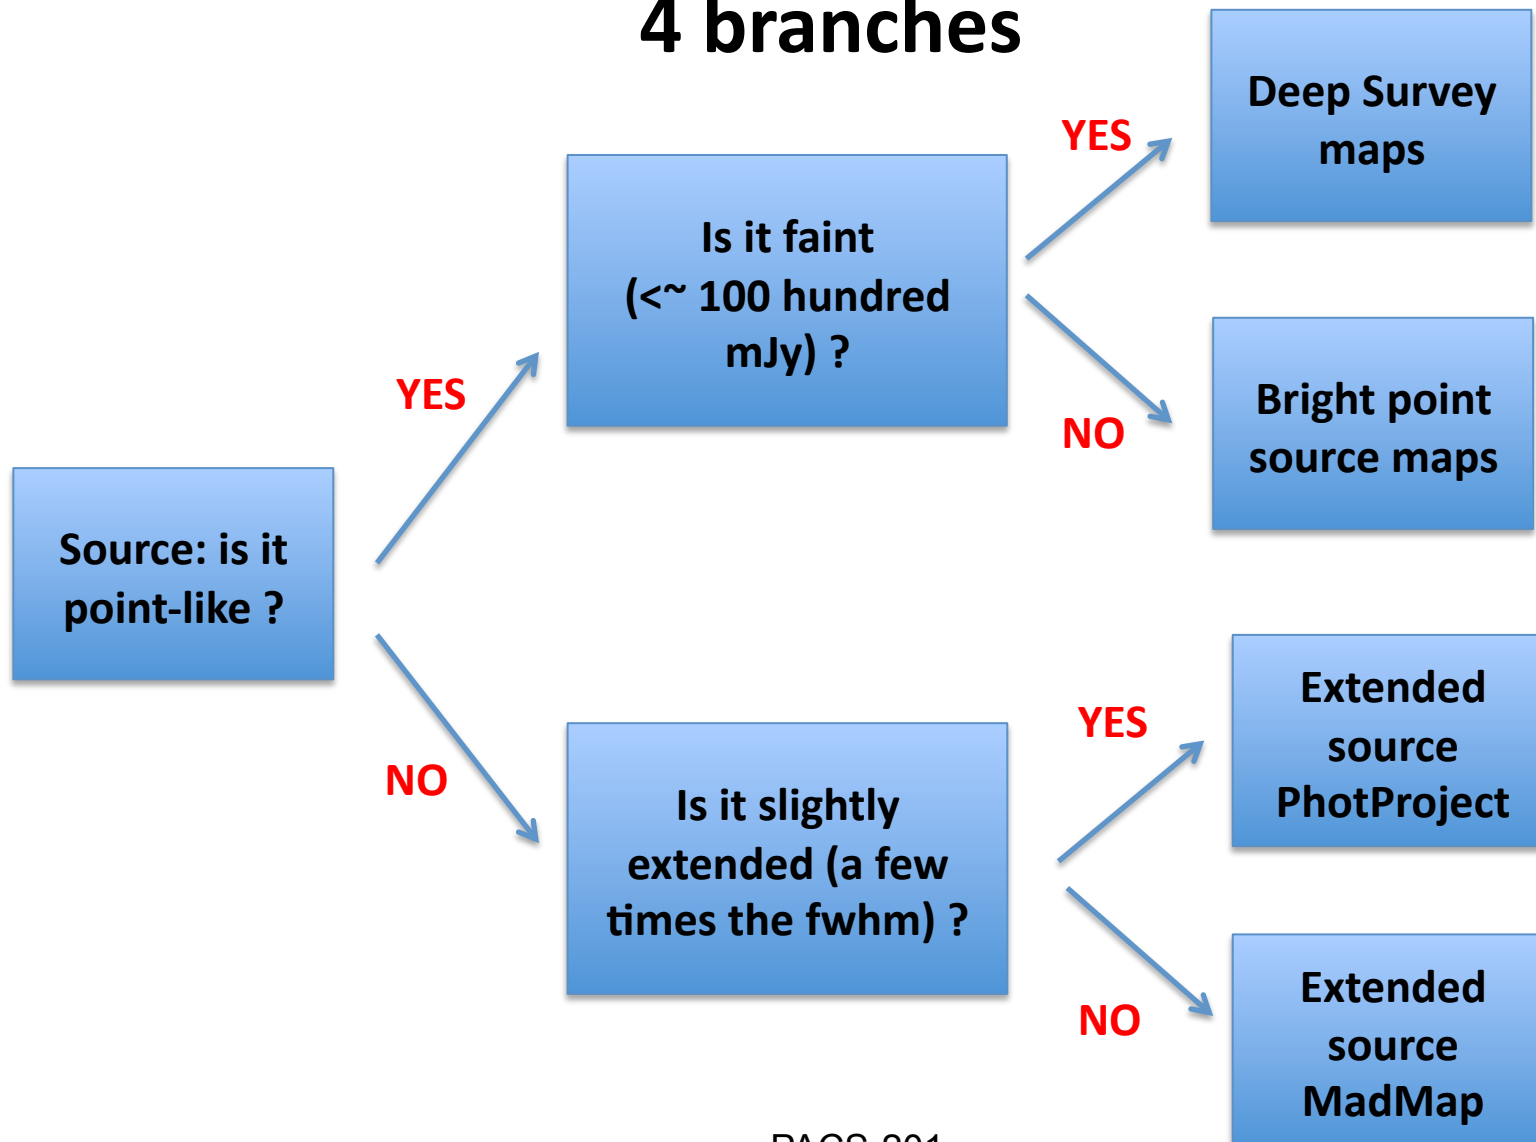 4 branches
Deep Survey
maps
YES
Is it faint
(<~ 100 hundred
mJy) ?
YES
NO
Bright point
source maps
Source: is it
point-like ?
NO
Is it slightly
extended (a few
times the fwhm) ?
YES
Extended
source
PhotProject
NO
Extended
source
MadMap
PACS-201